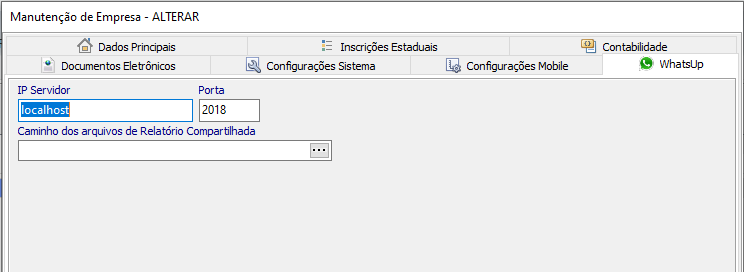 Manutenção de Empresa - ALTERAR
Dados Principais Inscrições Estaduais Contabilidade
Documentos Eletrônicos Configurações Sistema Configurações Mobile WhatsUp
IP Servidor Porta
localhost 2018
Caminho dos arquivos de Relatório Compartilhada
...